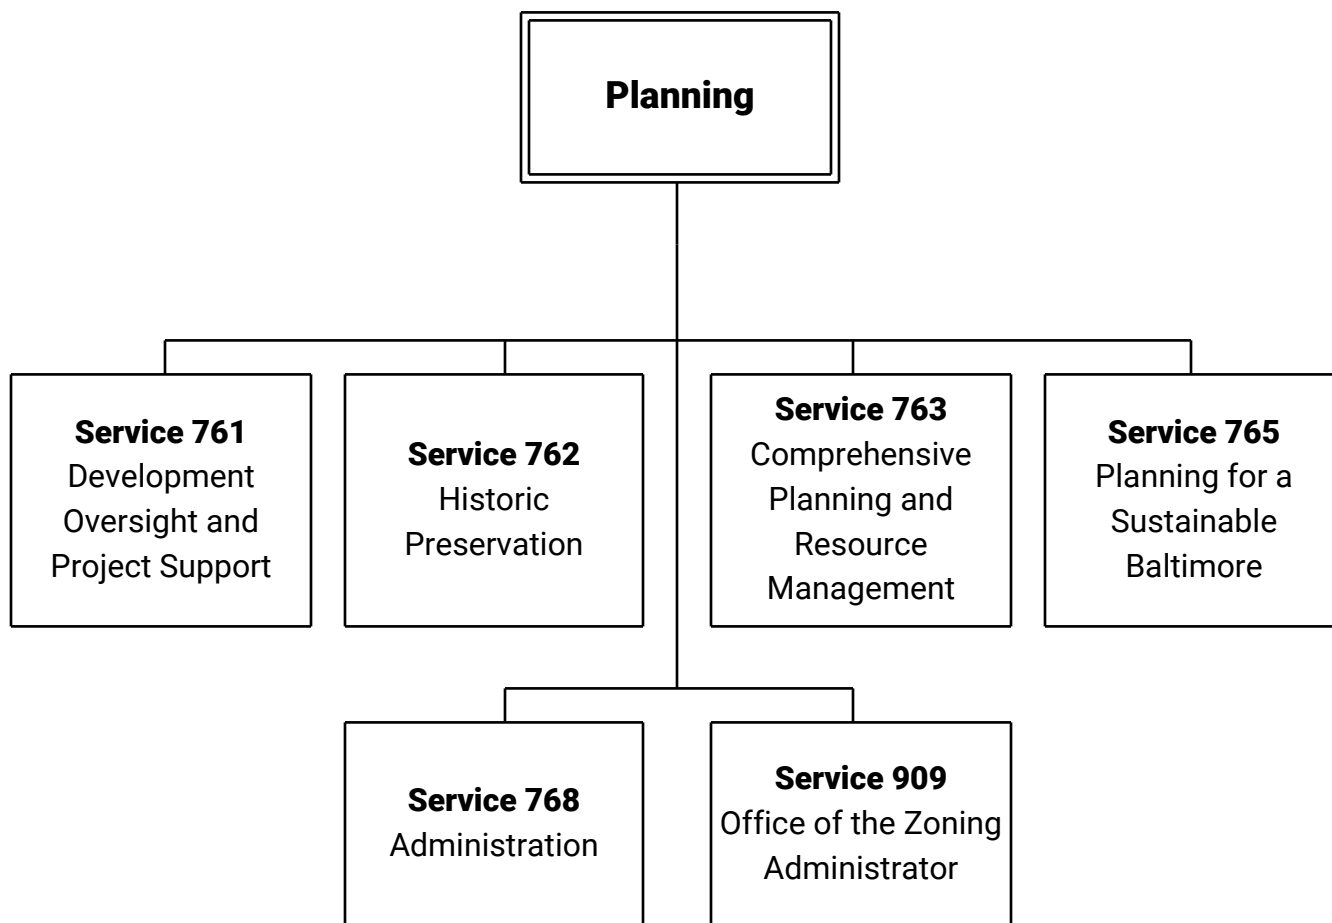 Planning
Service 761
Development
Oversight and
Project Support
Service 762
Historic
Preservation
Service 763
Comprehensive
Planning and
Resource
Management
Service 765
Planning for a
Sustainable
Baltimore
Service 768
Administration
Service 909
Office of the Zoning
Administrator